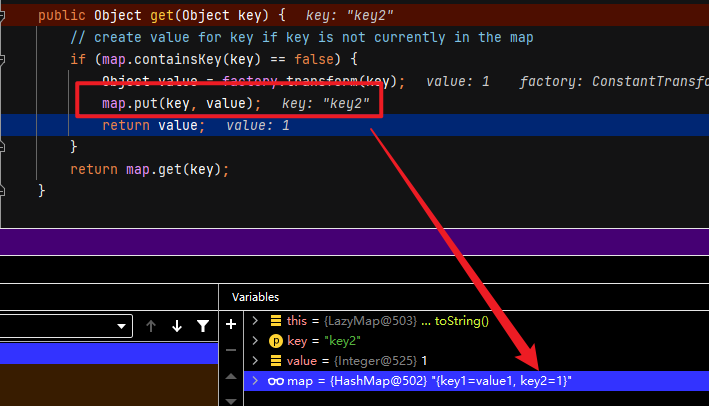 public Object get(Object key) {   key: "key2"
// create value for key if key is not currently in the map
if (map.containsKey(key) == false) {
Object value = factory.transform(key);   value: 1   factory: ConstantTransfo
map.put(key, value);   key: "key2"
return value;   value: 1
}
return map.get(key);
}
Variables
this = {LazyMap@503} ... toString()
key = "key2"
value = {Integer@525} 1
map = {HashMap@502} "{key1=value1, key2=1}"